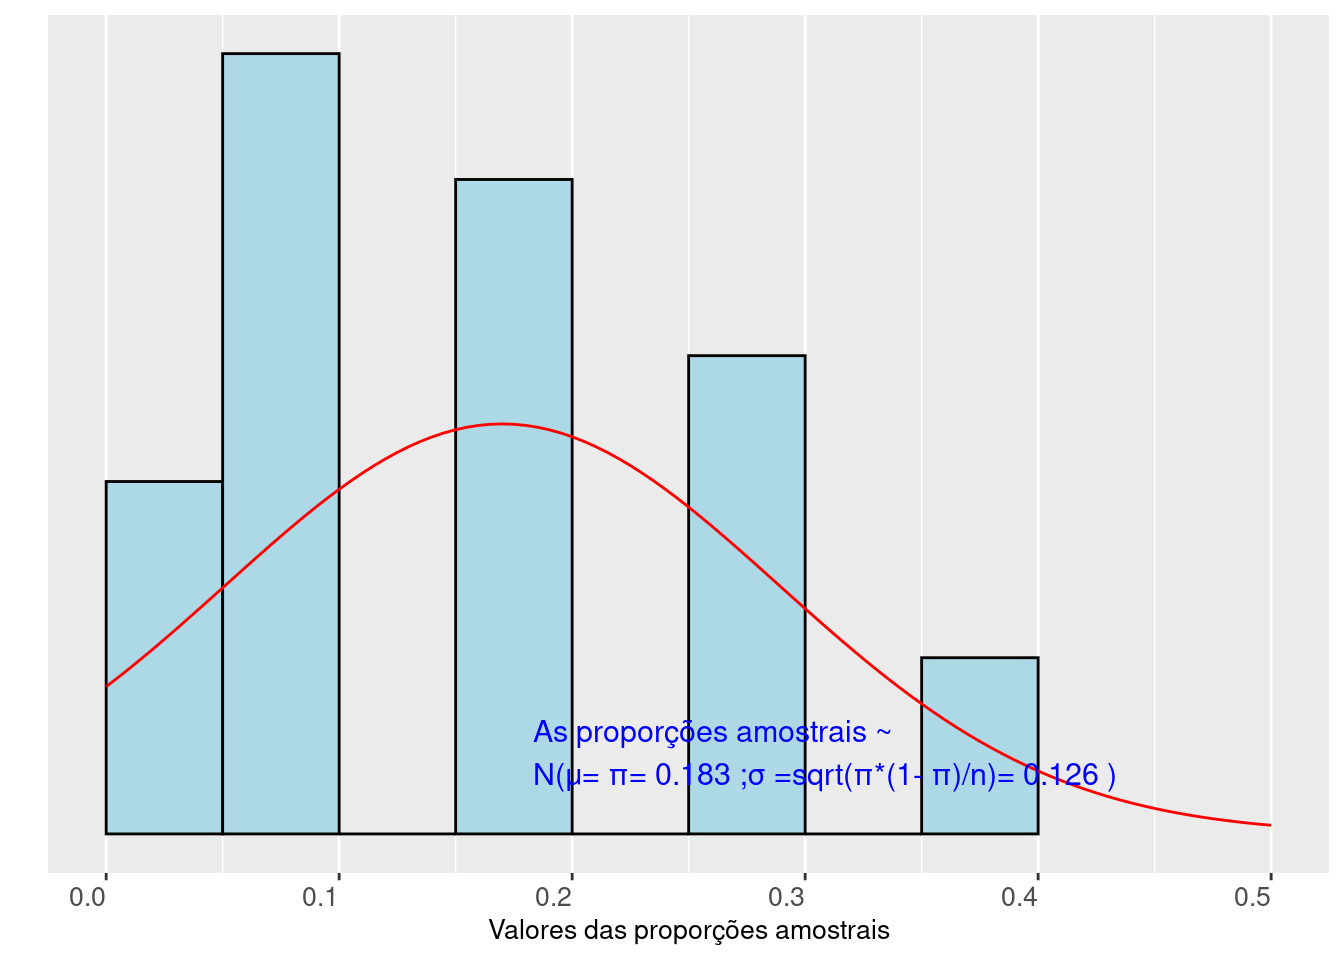 As proporções amostrais ~
N(μ= π= 0.183 ;σ =sqrt(π*(1- π)/n)= 0.126 )
0.0 0.1 0.2 0.3 0.4 0.5
Valores das proporções amostrais